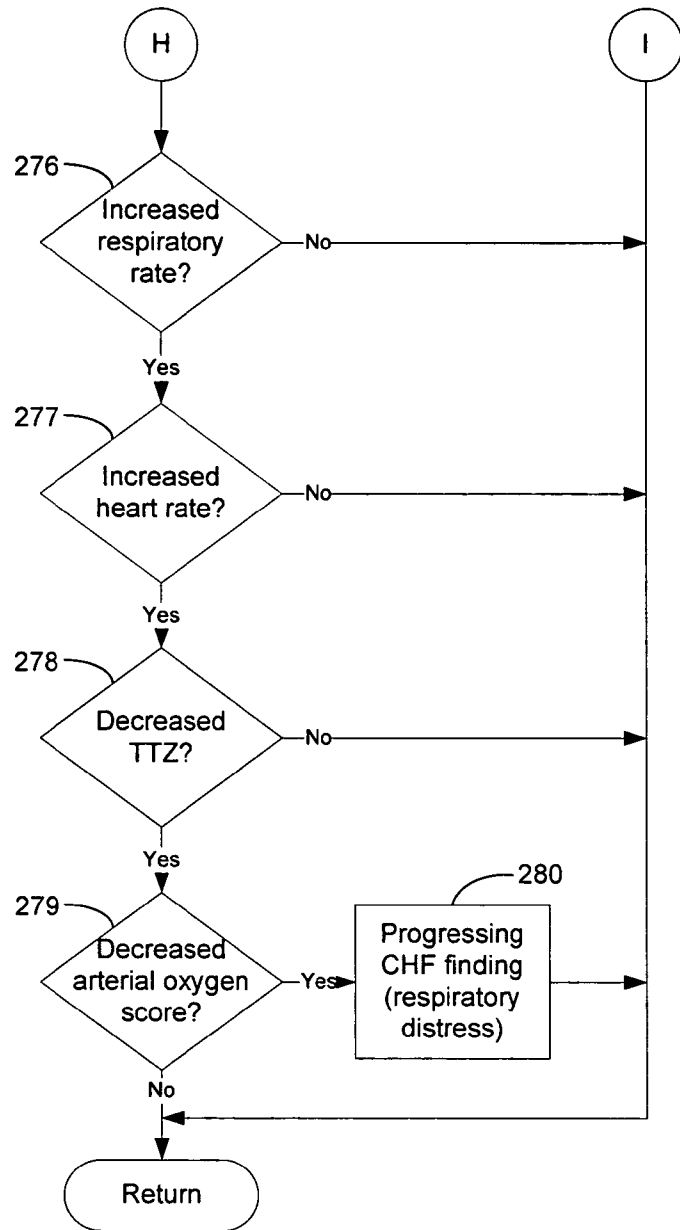 H
I
276
Increased
respiratory
rate?
No
Yes
277
Increased
heart rate?
No
Yes
278
Decreased
TTZ?
No
Yes
279
Decreased
arterial oxygen
score?
Yes
280
Progressing
CHF finding
(respiratory
distress)
No
Return